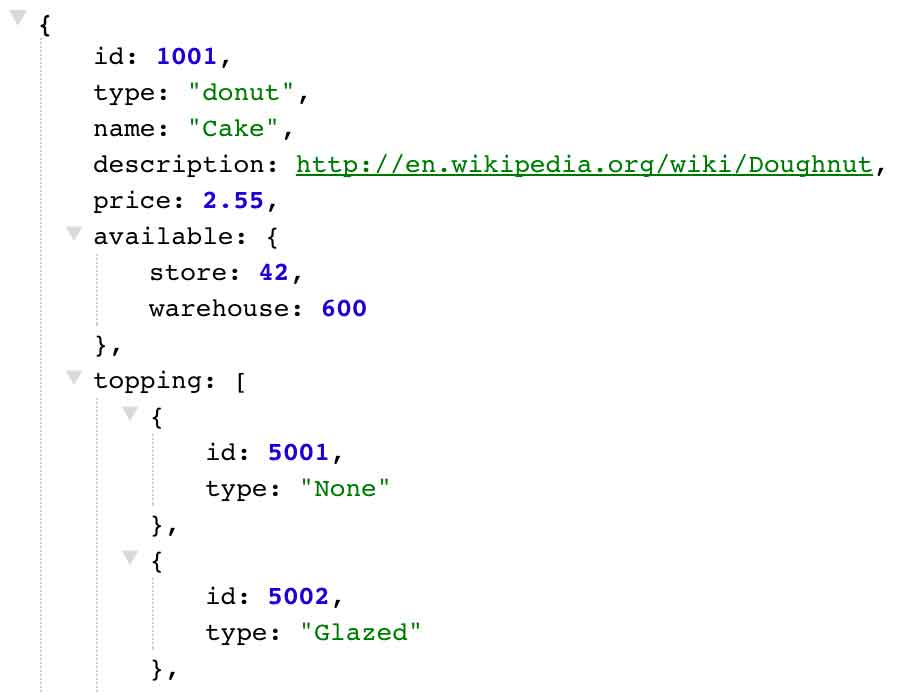 {
id: 1001,
type: "donut",
name: "Cake",
description: http://en.wikipedia.org/wiki/Doughnut,
price: 2.55,
available: {
store: 42,
warehouse: 600
},
topping: [
{
id: 5001,
type: "None"
},
{
id: 5002,
type: "Glazed"
},